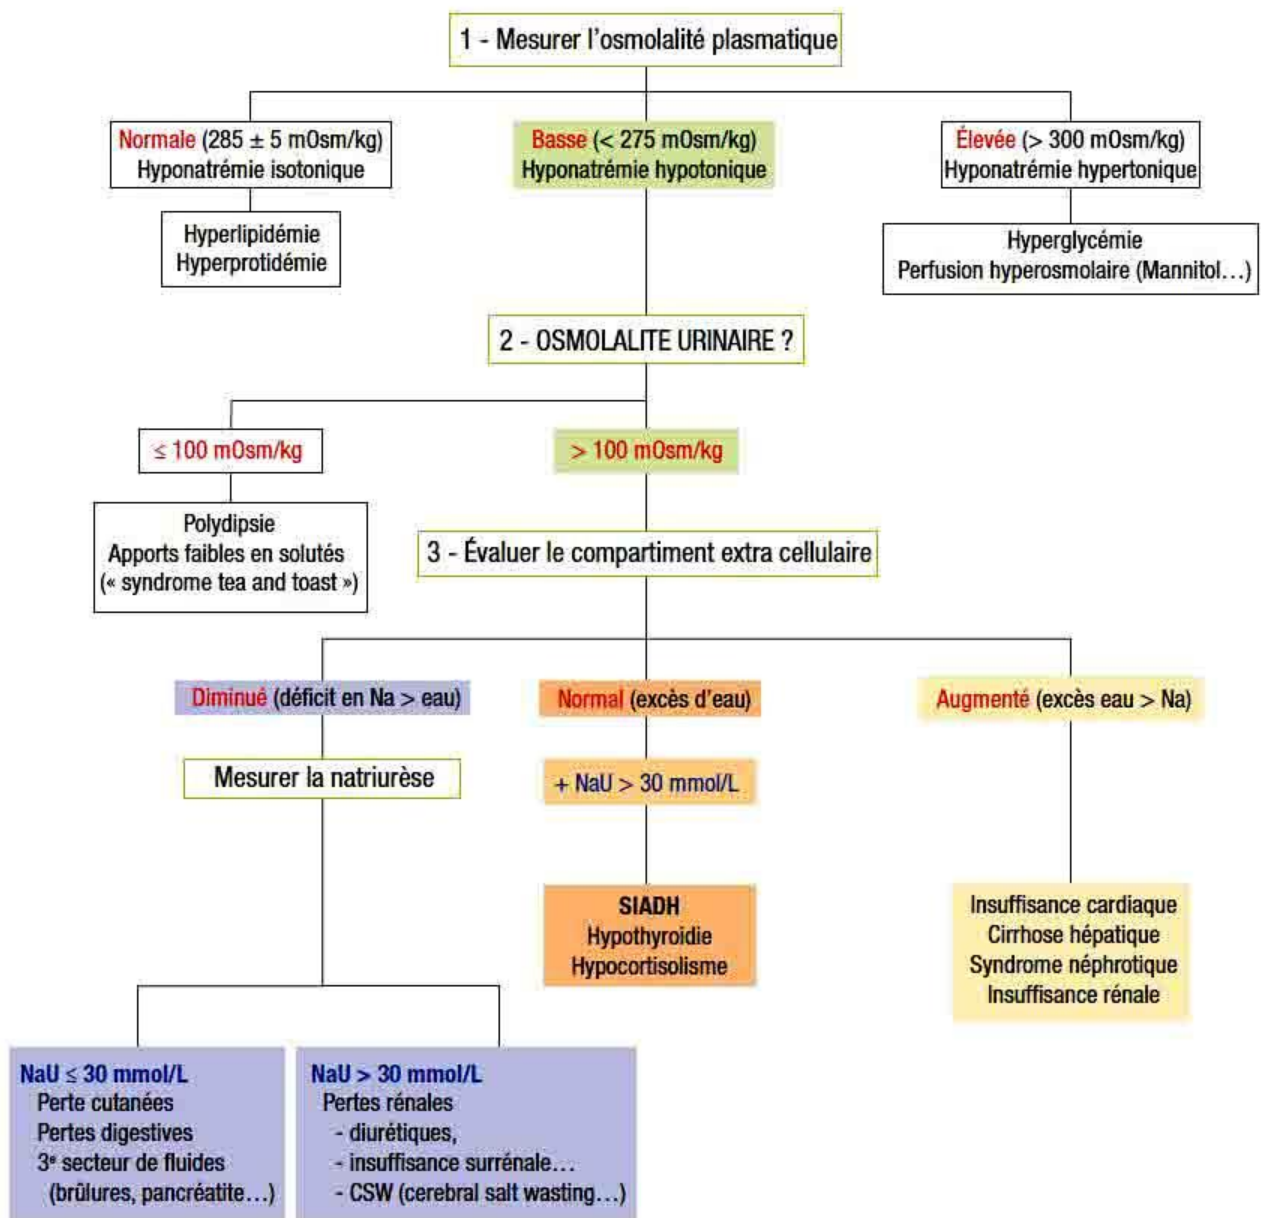 1 - Mesurer l’osmolalité plasmatique
Normale (285 ± 5 mOsm/kg)
Hyponatrémie isotonique
Basse (< 275 mOsm/kg)
Hyponatrémie hypotonique
Élevée (> 300 mOsm/kg)
Hyponatrémie hypertonique
Hyperlipidémie
Hyperprotidémie
Hyperglycémie
Perfusion hyperosmolaire (Mannitol…)
2 - OSMOLALITE URINAIRE ?
≤ 100 mOsm/kg
> 100 mOsm/kg
Polydipsie
Apports faibles en solutés
(« syndrome tea and toast »)
3 - Évaluer le compartiment extra cellulaire
Diminué (déficit en Na > eau)
Normal (excès d’eau)
Augmenté (excès eau > Na)
Mesurer la natriurèse
+ NaU > 30 mmol/L
SIADH
Hypothyroidie
Hypocortisolisme
Insuffisance cardiaque
Cirrhose hépatique
Syndrome néphrotique
Insuffisance rénale
NaU ≤ 30 mmol/L
Perte cutanées
Pertes digestives
3e secteur de fluides
(brûlures, pancréatite…)
NaU > 30 mmol/L
Pertes rénales
- diurétiques,
- insuffisance surrénale…
- CSW (cerebral salt wasting…)